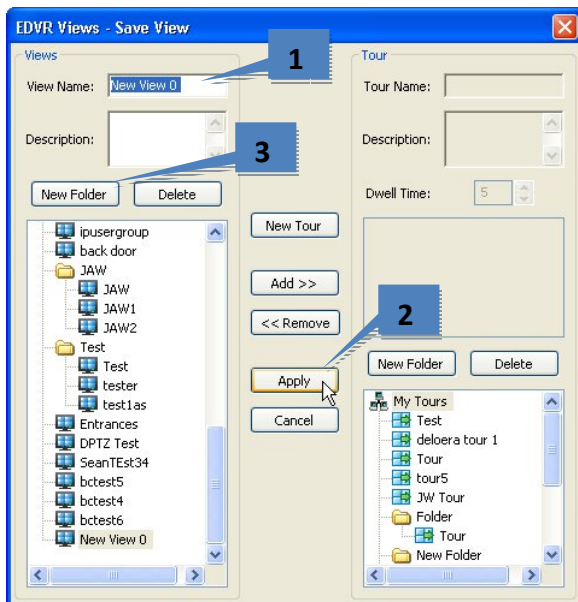 EDVR Views - Save View
Views
View Name:
New View 0
Description:
New Folder
Delete
ipusergroup
back door
JAW
JAW
JAW1
JAW2
Test
Test
tester
test1as
Entrances
DPTZ Test
SeanTEst34
bctest5
bctest4
bctest6
New View 0
1
3
New Tour
Add >>
<< Remove
2
Apply
Cancel
Tour
Tour Name:
Description:
Dwell Time:
5
New Folder
Delete
My Tours
Test
deloera tour 1
Tour
tour5
JW Tour
Folder
Tour
New Folder